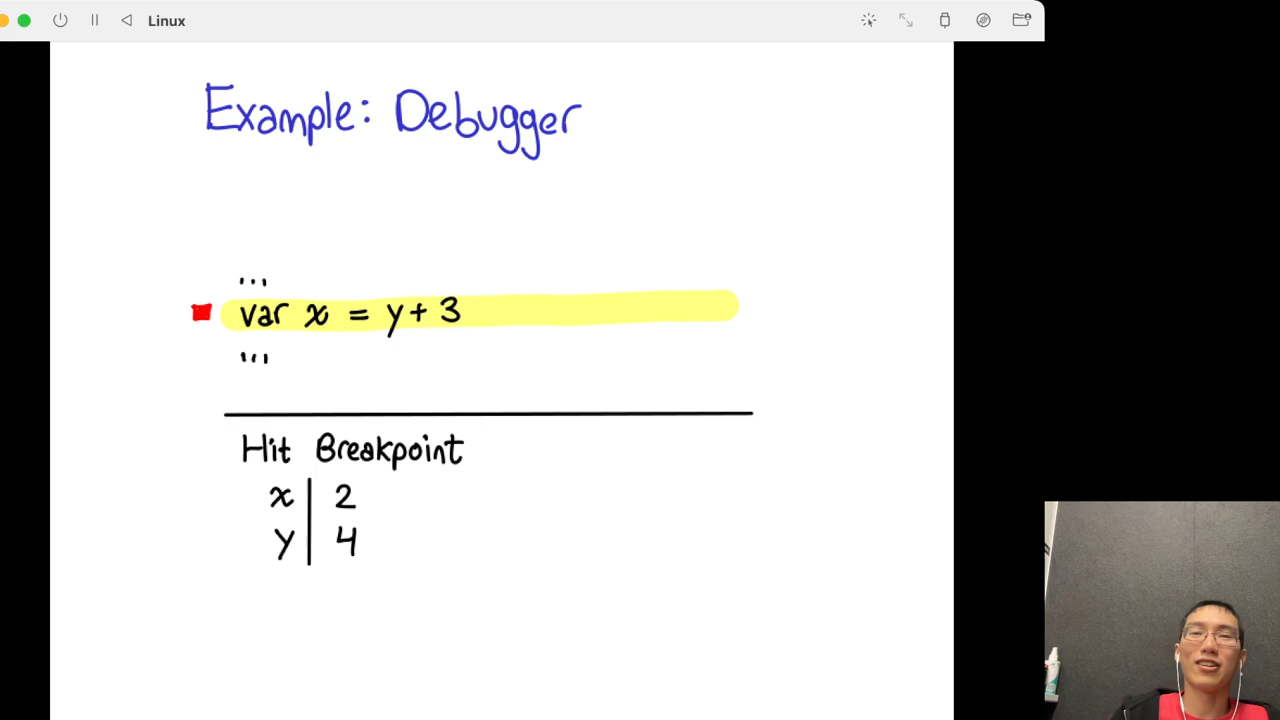 Linux
Example: Debugger
...
var x = y + 3
...
Hit Breakpoint
x | 2
y | 4